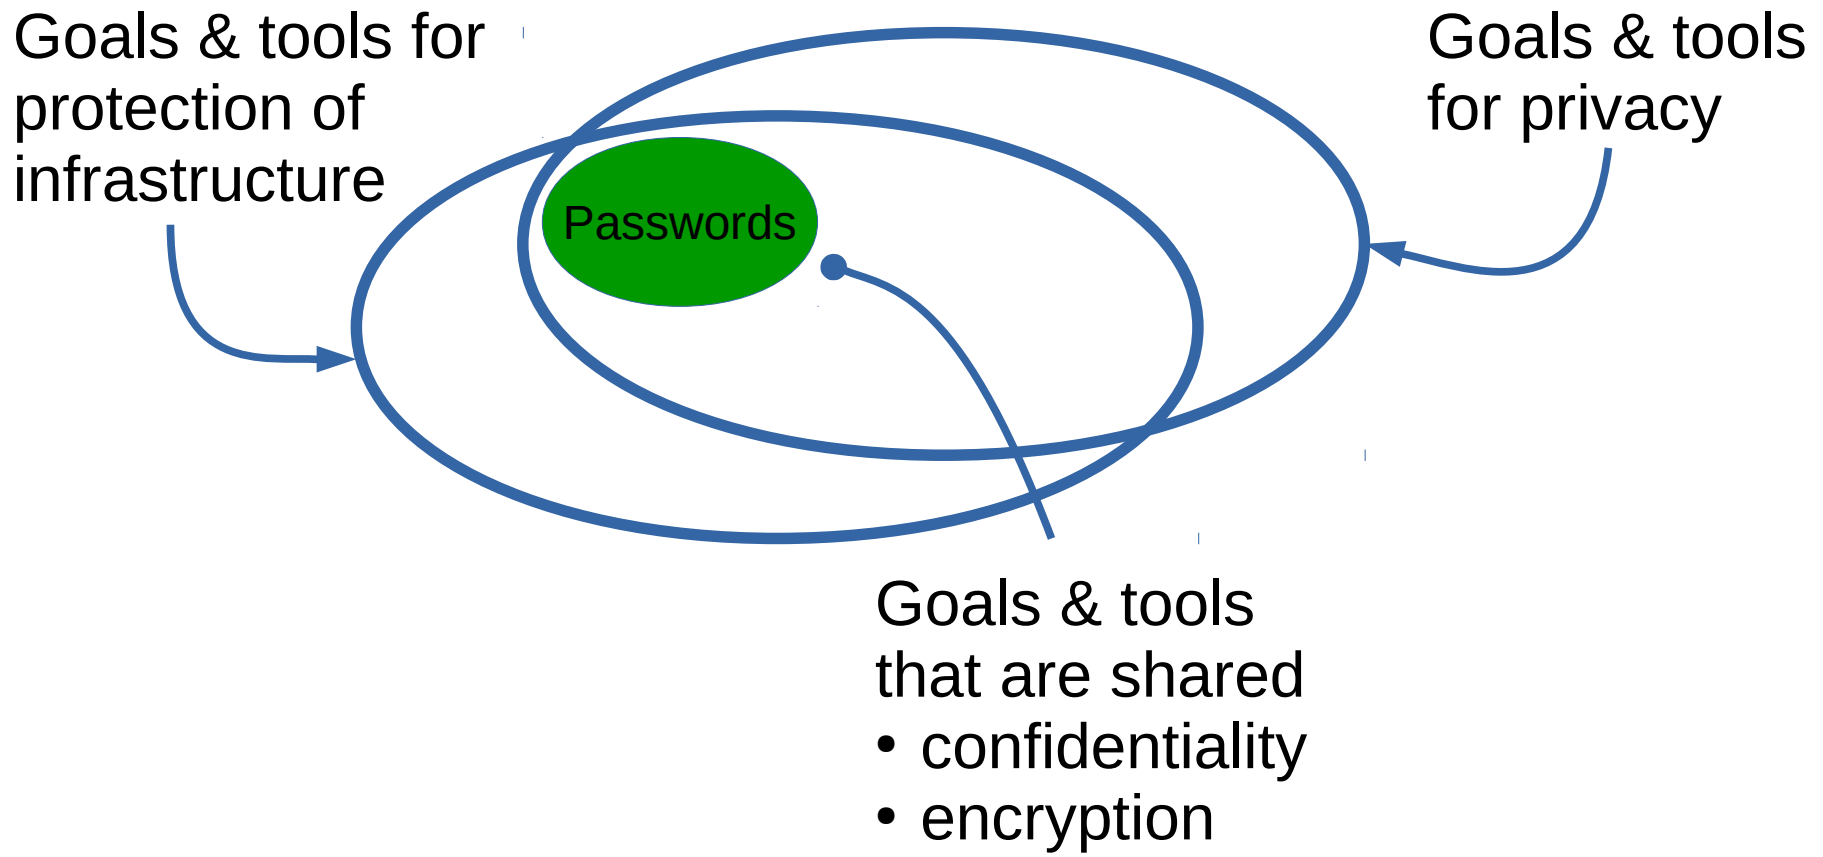 Goals & tools for
protection of
infrastructure
Goals & tools
for privacy
Passwords
Goals & tools
that are shared
• confidentiality
• encryption